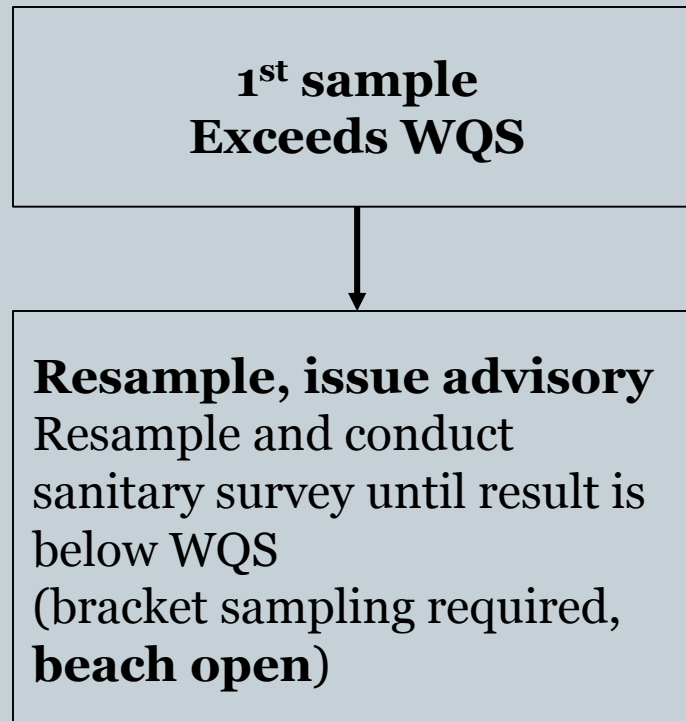 1st sample
Exceeds WQS
Resample, issue advisory
Resample and conduct
sanitary survey until result is
below WQS
(bracket sampling required,
beach open)